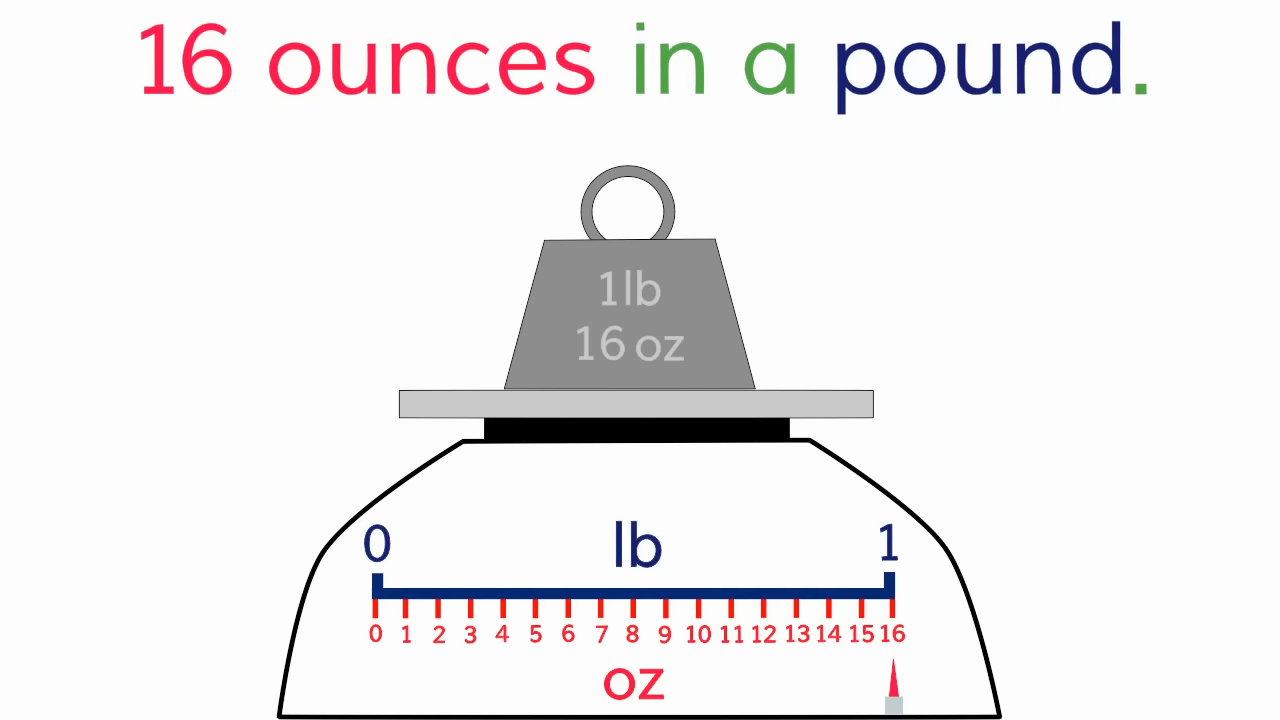 16 ounces in a pound.
1lb
16 oz
0 lb 1
0 1 2 3 4 5 6 7 8 9 10 11 12 13 14 15 16
oz